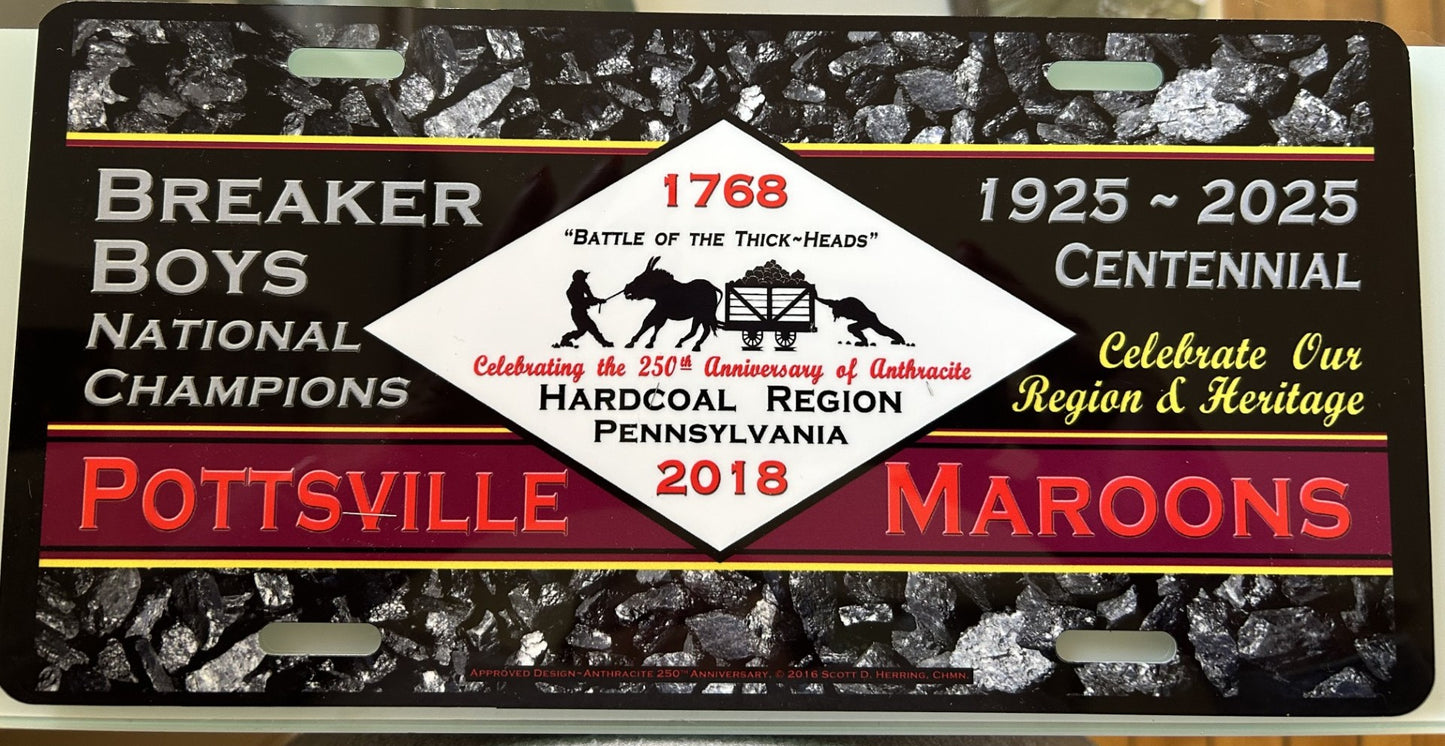 BREAKER
BOYS
NATIONAL
CHAMPIONS
POTTSVILLE
1768
"BATTLE OF THE THICK~HEADS"
Celebrating the 250th Anniversary of Anthracite
HARDCOAL REGION
PENNSYLVANIA
2018
1925 ~ 2025
CENTENNIAL
Celebrate Our
Region & Heritage
MAROONS
APPROVED DESIGN~ANTHRACITE 250TH ANNIVERSARY, © 2016 SCOTT D. HERRING, CHMN.